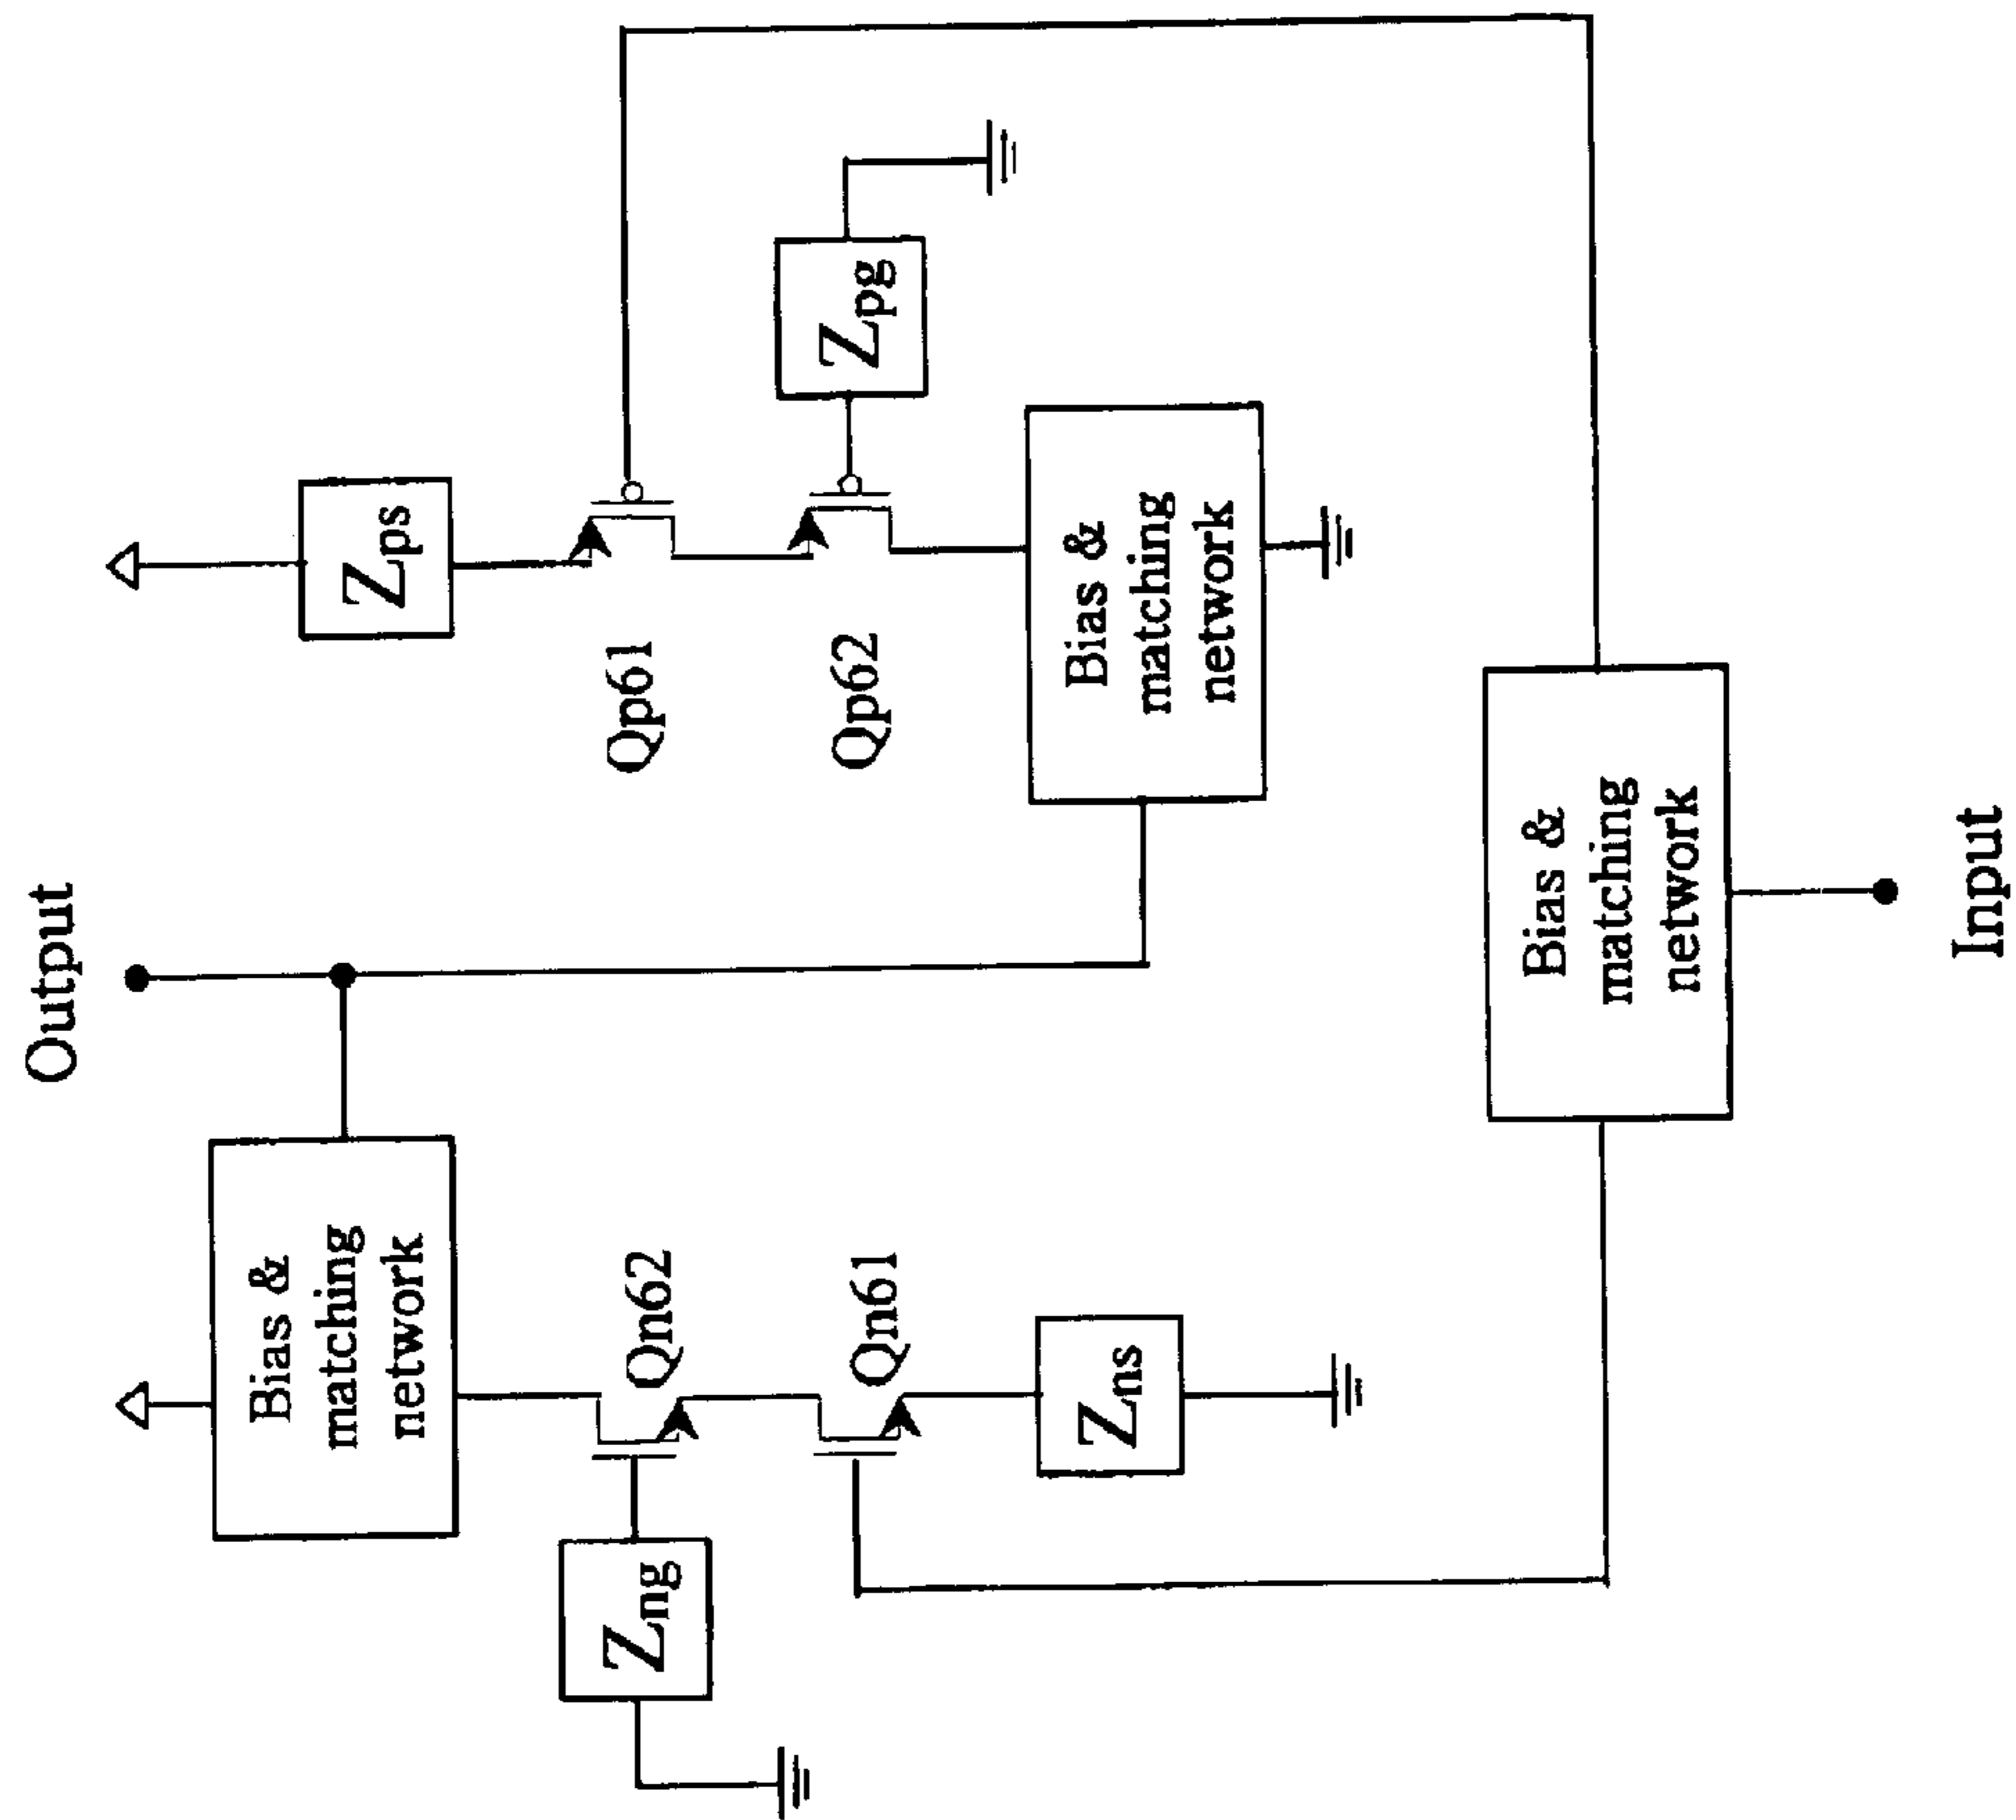 Output
Bias &
matching
network
Qn62
Qn61
Zng
Zns
Zps
Qp61
Qp62
Zpg
Bias &
matching
network
Bias &
matching
network
Input